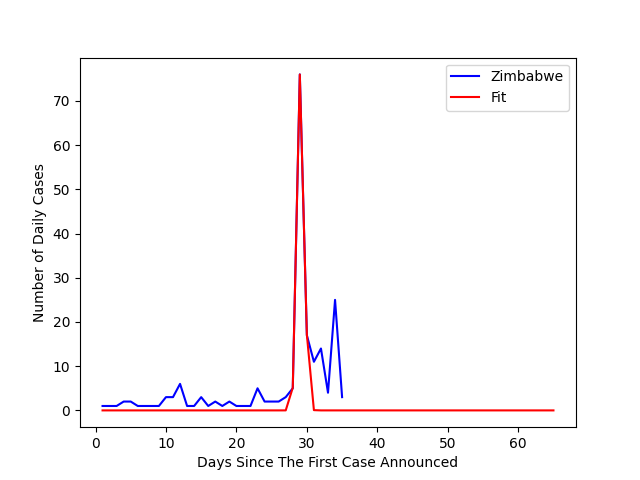 Zimbabwe
Fit
Number of Daily Cases
70
60
50
40
30
20
10
0
0 10 20 30 40 50 60
Days Since The First Case Announced